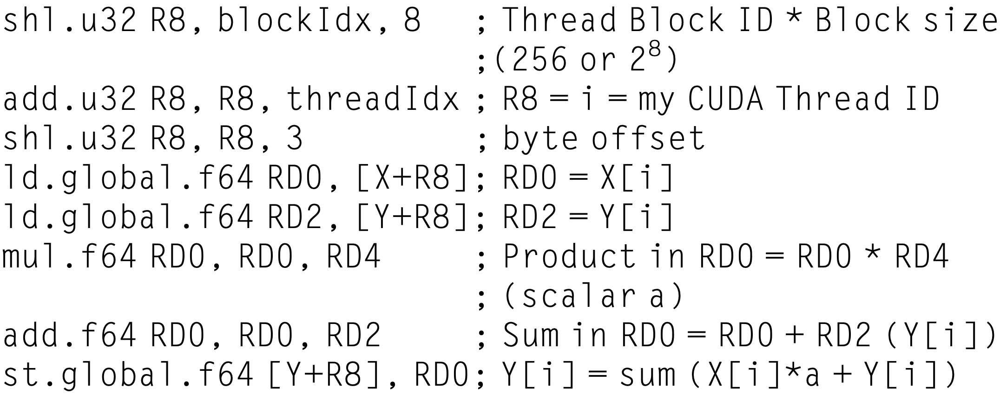 shl.u32 R8, blockIdx, 8 ; Thread Block ID * Block size
;(256 or 2⁸)
add.u32 R8, R8, threadIdx ; R8 = i = my CUDA Thread ID
shl.u32 R8, R8, 3 ; byte offset
ld.global.f64 RD0, [X+R8]; RD0 = X[i]
ld.global.f64 RD2, [Y+R8]; RD2 = Y[i]
mul.f64 RD0, RD0, RD4 ; Product in RD0 = RD0 * RD4
; (scalar a)
add.f64 RD0, RD0, RD2 ; Sum in RD0 = RD0 + RD2 (Y[i])
st.global.f64 [Y+R8], RD0; Y[i] = sum (X[i]*a + Y[i])